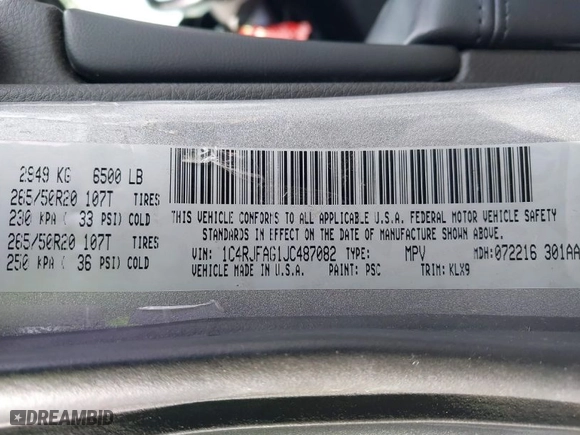 2949 KG 6500 LB
265/50R20 107T TIRES
230 KPA ( 33 PSI) COLD
265/50R20 107T TIRES
250 KPA ( 36 PSI) COLD
THIS VEHICLE CONFORMS TO ALL APPLICABLE U.S.A. FEDERAL MOTOR VEHICLE SAFETY
STANDARDS IN EFFECT ON THE DATE OF MANUFACTURE SHOWN ABOVE.
VIN: 1C4RJFAG1JC487082 TYPE: MPV MDH:072216 301AA
VEHICLE MADE IN U.S.A. PAINT: PSC TRIM: KLX9
DREAMBID